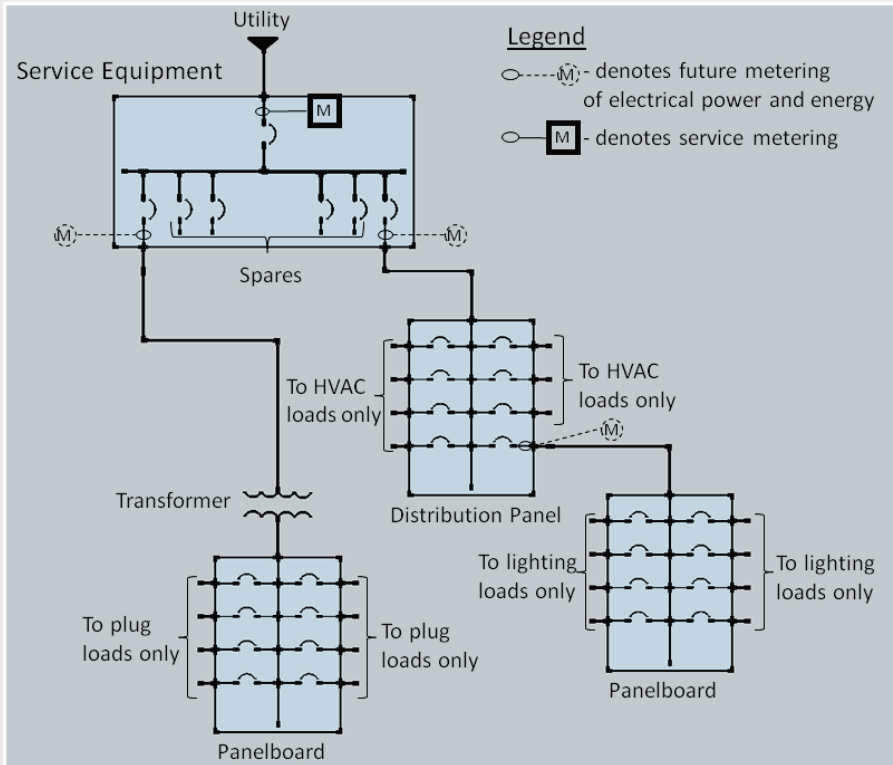 Utility
Service Equipment
M
Legend
M - denotes future metering
of electrical power and energy
M - denotes service metering
M
M
Spares
To HVAC
loads only
To HVAC
loads only
M
Transformer
Distribution Panel
To lighting
loads only
To lighting
loads only
To plug
loads only
To plug
loads only
Panelboard
Panelboard